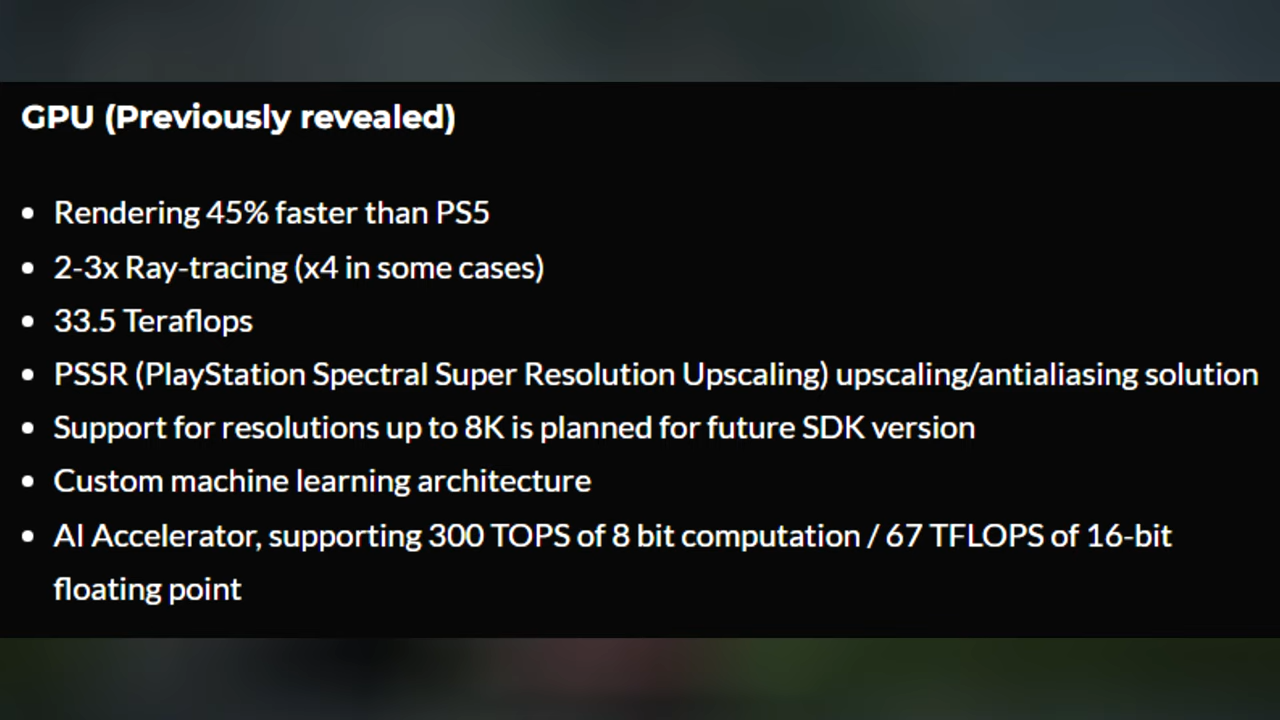 GPU (Previously revealed)
• Rendering 45% faster than PS5
• 2-3x Ray-tracing (x4 in some cases)
• 33.5 Teraflops
• PSSR (PlayStation Spectral Super Resolution Upscaling) upscaling/antialiasing solution
• Support for resolutions up to 8K is planned for future SDK version
• Custom machine learning architecture
• AI Accelerator, supporting 300 TOPS of 8 bit computation / 67 TFLOPS of 16-bit
floating point